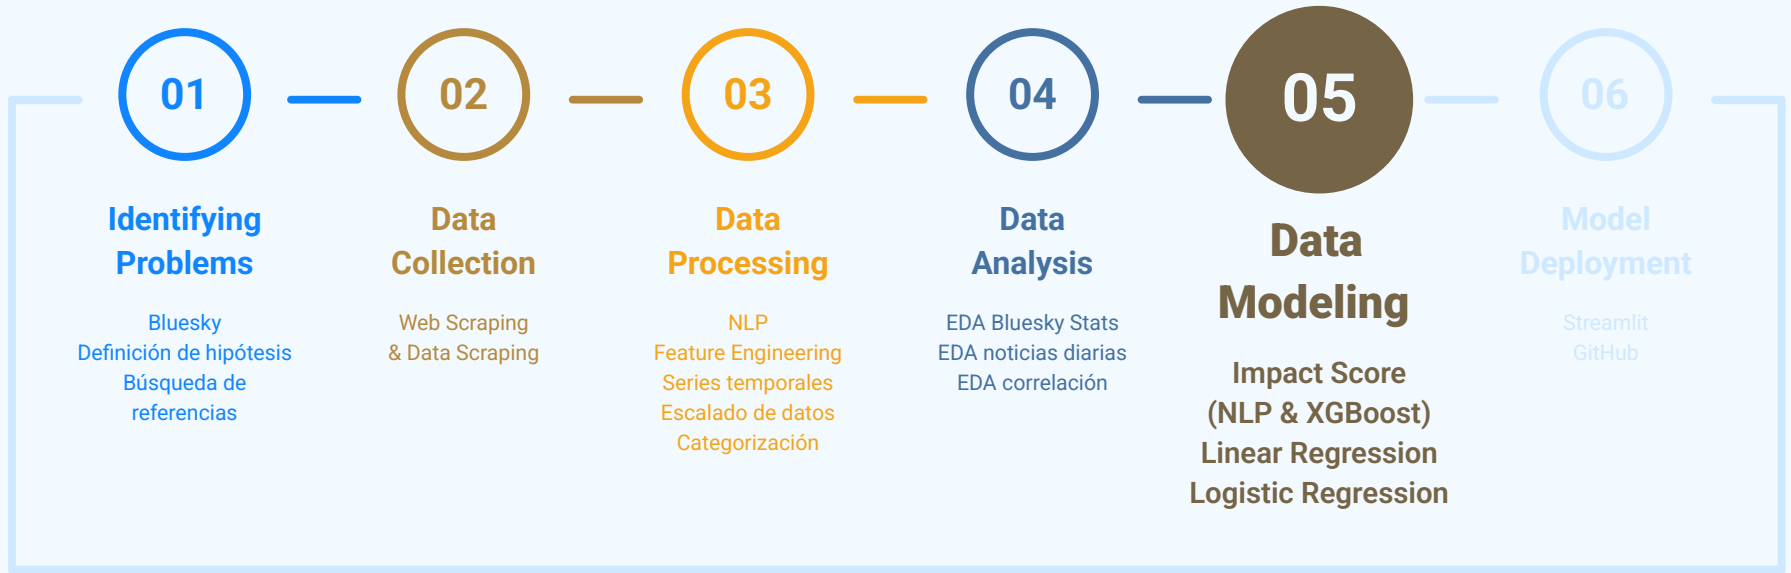 01
Identifying
Problems
Bluesky
Definición de hipótesis
Búsqueda de
referencias
02
Data
Collection
Web Scraping
& Data Scraping
03
Data
Processing
NLP
Feature Engineering
Series temporales
Escalado de datos
Categorización
04
Data
Analysis
EDA Bluesky Stats
EDA noticias diarias
EDA correlación
05
Data
Modeling
Impact Score
(NLP & XGBoost)
Linear Regression
Logistic Regression
06
Model
Deployment
Streamlit
GitHub